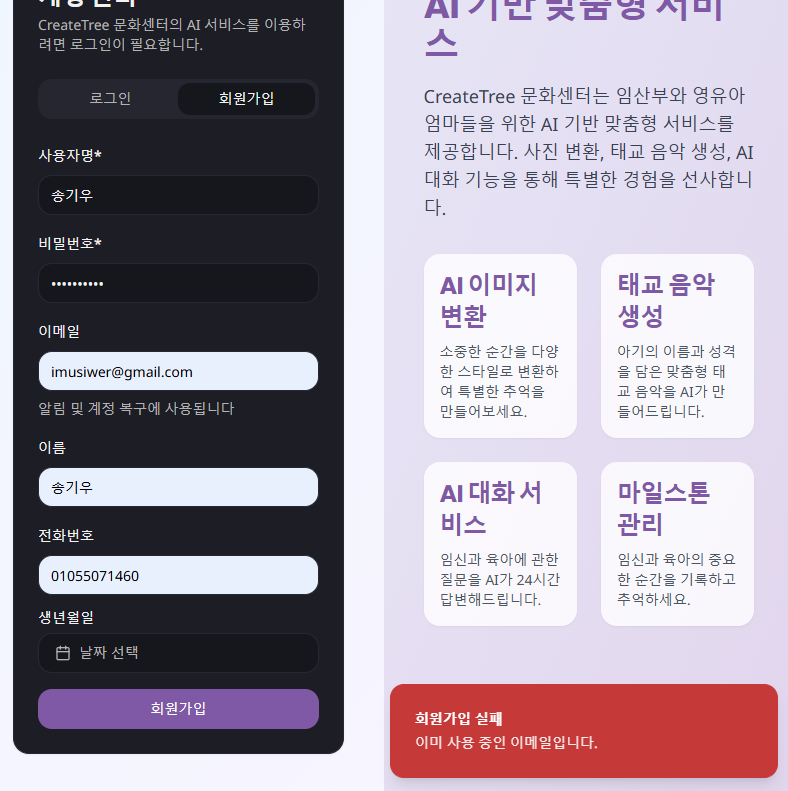 CreateTree 문화센터의 AI 서비스를 이용하
려면 로그인이 필요합니다.
로그인
회원가입
사용자명*
송기우
비밀번호*
••••••••••
이메일
imusiwer@gmail.com
알림 및 계정 복구에 사용됩니다
이름
송기우
전화번호
01055071460
생년월일
날짜 선택
회원가입
AI 기반 맞춤형 서비
스
CreateTree 문화센터는 임산부와 영유아
엄마들을 위한 AI 기반 맞춤형 서비스를
제공합니다. 사진 변환, 태교 음악 생성, AI
대화 기능을 통해 특별한 경험을 선사합니
다.
AI 이미지
변환
소중한 순간을 다양
한 스타일로 변환하
여 특별한 추억을
만들어보세요.
태교 음악
생성
아기의 이름과 성격
을 담은 맞춤형 태
교 음악을 AI가 만
들어드립니다.
AI 대화 서
비스
임신과 육아에 관한
질문을 AI가 24시간
답변해드립니다.
마일스톤
관리
임신과 육아의 중요
한 순간을 기록하고
추억하세요.
회원가입 실패
이미 사용 중인 이메일입니다.